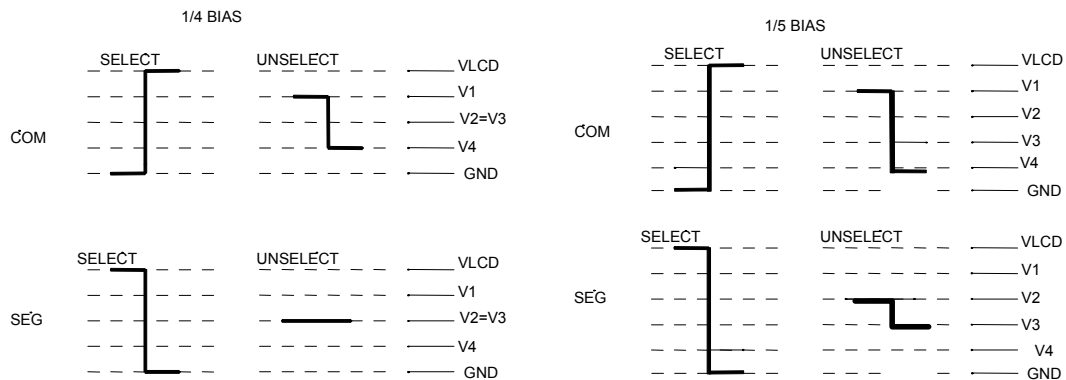 1/4 BIAS
SELECT UNSELECT VLCD
V1
COM V2=V3
V4
GND
SELECT UNSELECT VLCD
V1
SEG V2=V3
V4
GND
1/5 BIAS
SELECT UNSELECT VLCD
V1
V2
COM V3
V4
GND
SELECT UNSELECT VLCD
V1
SEG V2
V3
V4
GND